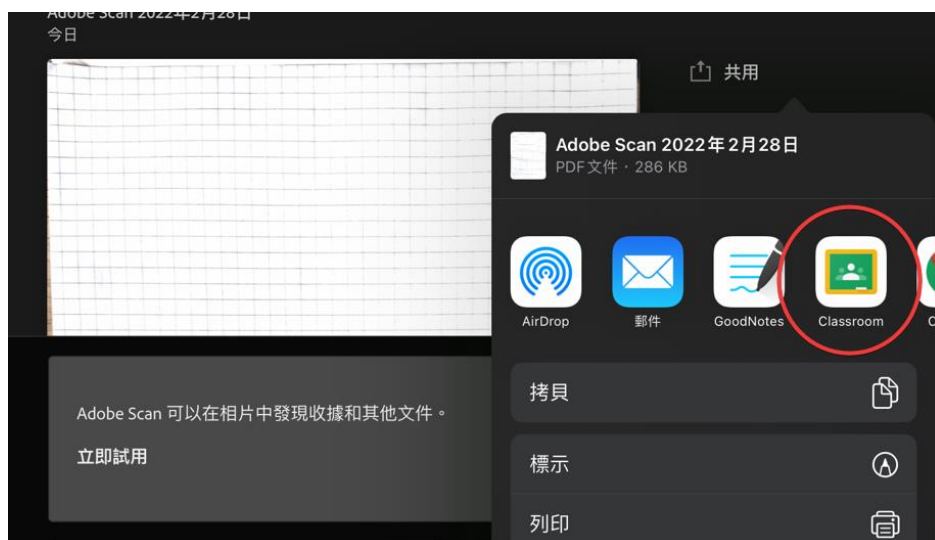 Adobe Scan 2022年2月28日
今日
共用
Adobe Scan 2022年2月28日
PDF文件 · 286 KB
AirDrop
郵件
GoodNotes
Classroom
拷貝
標示
列印
Adobe Scan 可以在相片中發現收據和其他文件。
立即試用